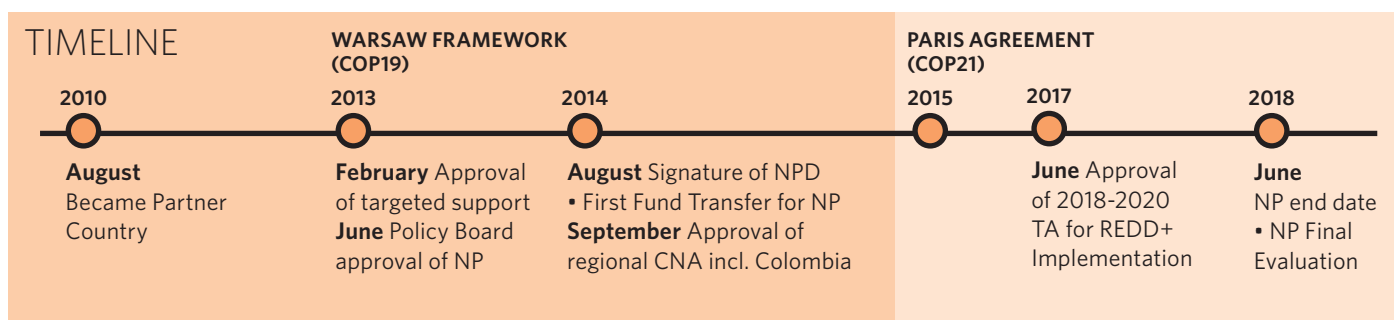 TIMELINE
WARSAW FRAMEWORK
(COP19)
PARIS AGREEMENT
(COP21)
2010
August
Became Partner
Country
2013
February Approval
of targeted support
June Policy Board
approval of NP
2014
August Signature of NPD
• First Fund Transfer for NP
September Approval of
regional CNA incl. Colombia
2015
2017
June Approval
of 2018-2020
TA for REDD+
Implementation
2018
June
NP end date
• NP Final
Evaluation